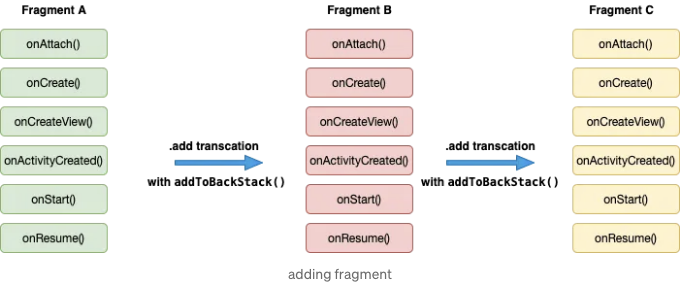 Fragment A
onAttach()
onCreate()
onCreateView()
onActivityCreated()
onStart()
onResume()
.add transcation
with addToBackStack()
Fragment B
onAttach()
onCreate()
onCreateView()
onActivityCreated()
onStart()
onResume()
.add transcation
with addToBackStack()
Fragment C
onAttach()
onCreate()
onCreateView()
onActivityCreated()
onStart()
onResume()
adding fragment